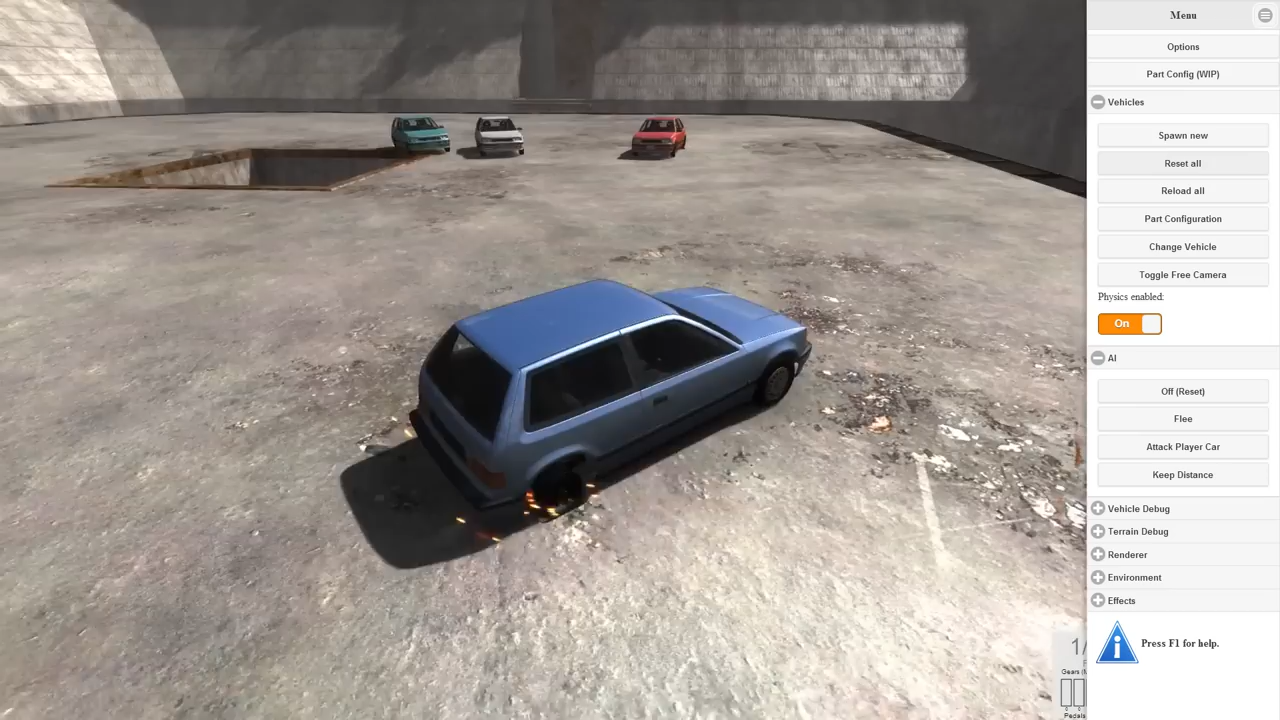 Menu
Options
Part Config (WIP)
Vehicles
Spawn new
Reset all
Reload all
Part Configuration
Change Vehicle
Toggle Free Camera
Physics enabled:
On
AI
Off (Reset)
Flee
Attack Player Car
Keep Distance
Vehicle Debug
Terrain Debug
Renderer
Environment
Effects
Press F1 for help.
1/
Gears (
Pedals